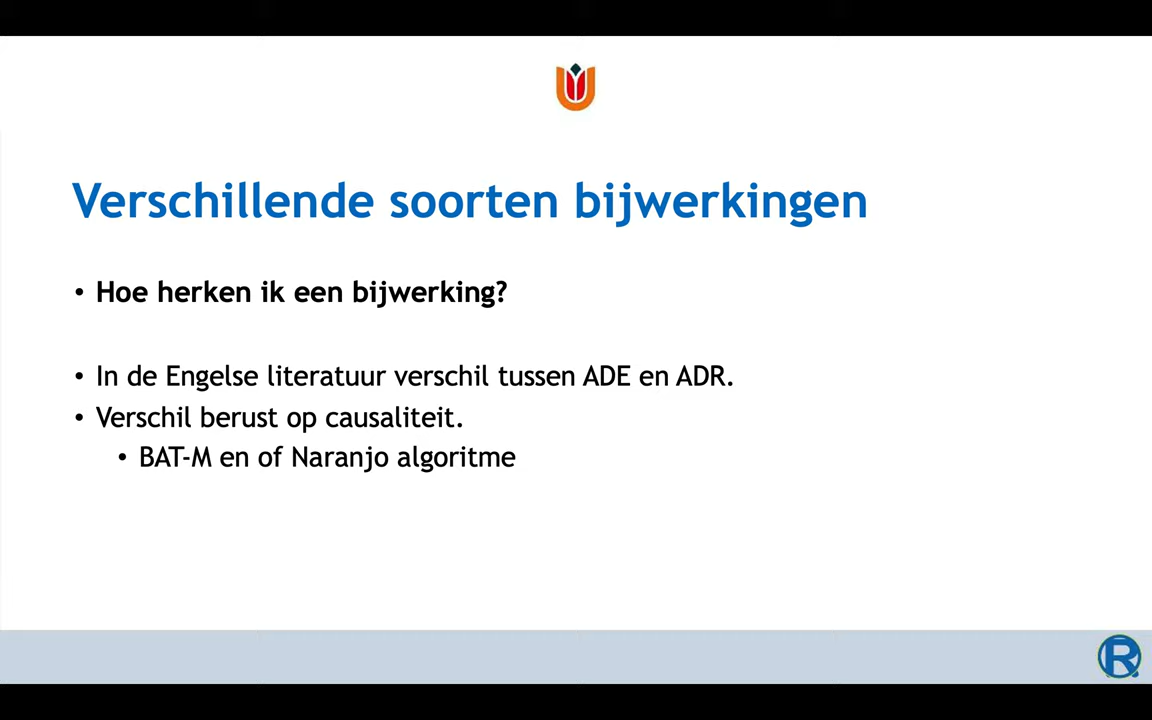 Verschillende soorten bijwerkingen
• Hoe herken ik een bijwerking?
• In de Engelse literatuur verschil tussen ADE en ADR.
• Verschil berust op causaliteit.
• BAT-M en of Naranjo algoritme
R